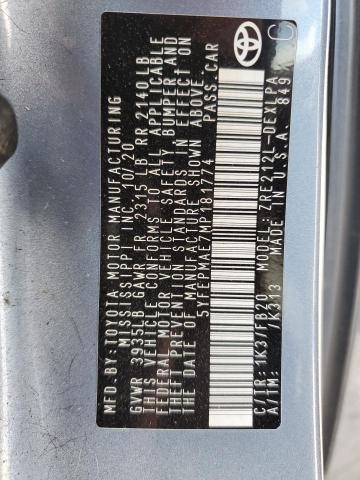 MFD.BY:TOYOTA MOTOR MANUFACTURING
MISSISSIPPI INC. 10/20
GVWR 3935LB GAWR FR 2315 LB RR 2140LB
THIS VEHICLE CONFORMS TO ALL APPLICABLE
FEDERAL MOTOR VEHICLE SAFETY, BUMPER AND
THEFT PREVENTION STANDARDS IN EFFECT ON
THE DATE OF MANUFACTURE SHOWN ABOVE.
5YFEPMAE7MP181774 PASS.CAR
C/TR: 1K3/FB20 MODEL: ZRE212L-DEXLPA
A/TM: /K313 MADE IN U.S.A. 849
C